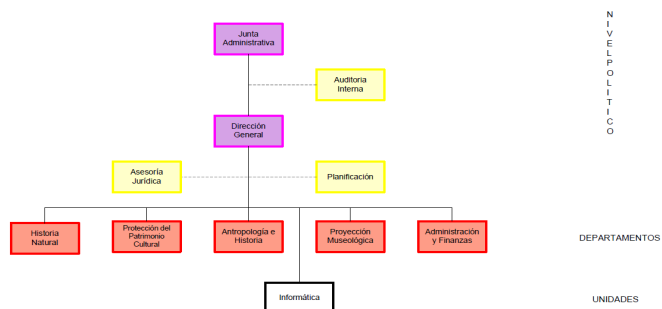 Junta
Administrativa
Auditoria
Interna
Dirección
General
Asesoría
Jurídica
Planificación
Historia
Natural
Protección del
Patrimonio
Cultural
Antropología e
Historia
Proyección
Museológica
Administración
y Finanzas
Informática
NIVELPOLITICO
DEPARTAMENTOS
UNIDADES